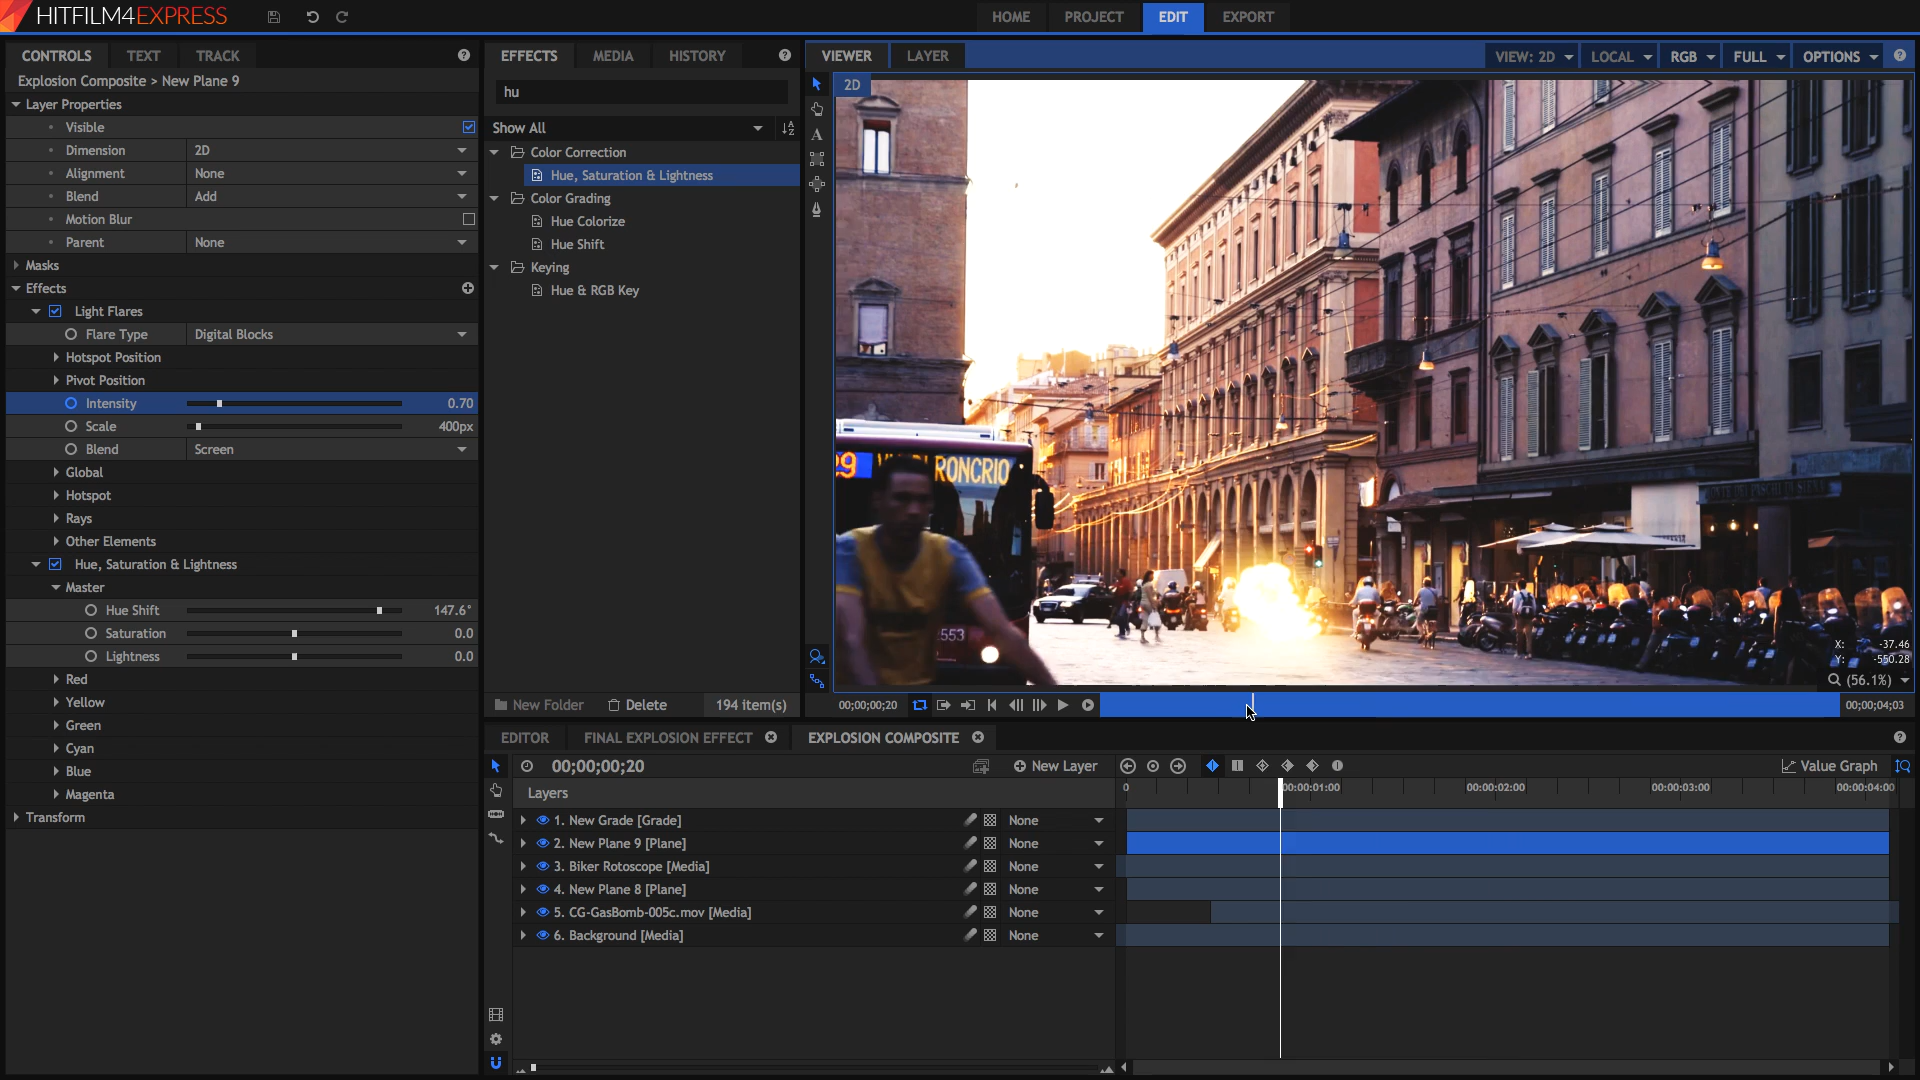 HITFILM4EXPRESS
HOME PROJECT EDIT EXPORT
CONTROLS TEXT TRACK
Explosion Composite > New Plane 9
Layer Properties
Visible
Dimension 2D
Alignment None
Blend Add
Motion Blur
Parent None
Masks
Effects
Light Flares
Flare Type Digital Blocks
Hotspot Position
Pivot Position
Intensity 0.70
Scale 400px
Blend Screen
Global
Hotspot
Rays
Other Elements
Hue, Saturation & Lightness
Master
Hue Shift 147.6°
Saturation 0.0
Lightness 0.0
Red
Yellow
Green
Cyan
Blue
Magenta
Transform
EFFECTS MEDIA HISTORY
hu
Show All
Color Correction
Hue, Saturation & Lightness
Color Grading
Hue Colorize
Hue Shift
Keying
Hue & RGB Key
New Folder Delete 194 item(s)
VIEWER LAYER VIEW: 2D LOCAL RGB FULL OPTIONS
2D
A
9 RONCRIO
553
X: -37.46
Y: -550.28
(56.1%)
00;00;00;20 00;00;04;03
EDITOR FINAL EXPLOSION EFFECT EXPLOSION COMPOSITE
00;00;00;20 New Layer Value Graph
Layers 0 00:00:01:00 00:00:02:00 00:00:03:00 00:00:04:00
1. New Grade [Grade] None
2. New Plane 9 [Plane] None
3. Biker Rotoscope [Media] None
4. New Plane 8 [Plane] None
5. CG-GasBomb-005c.mov [Media] None
6. Background [Media] None